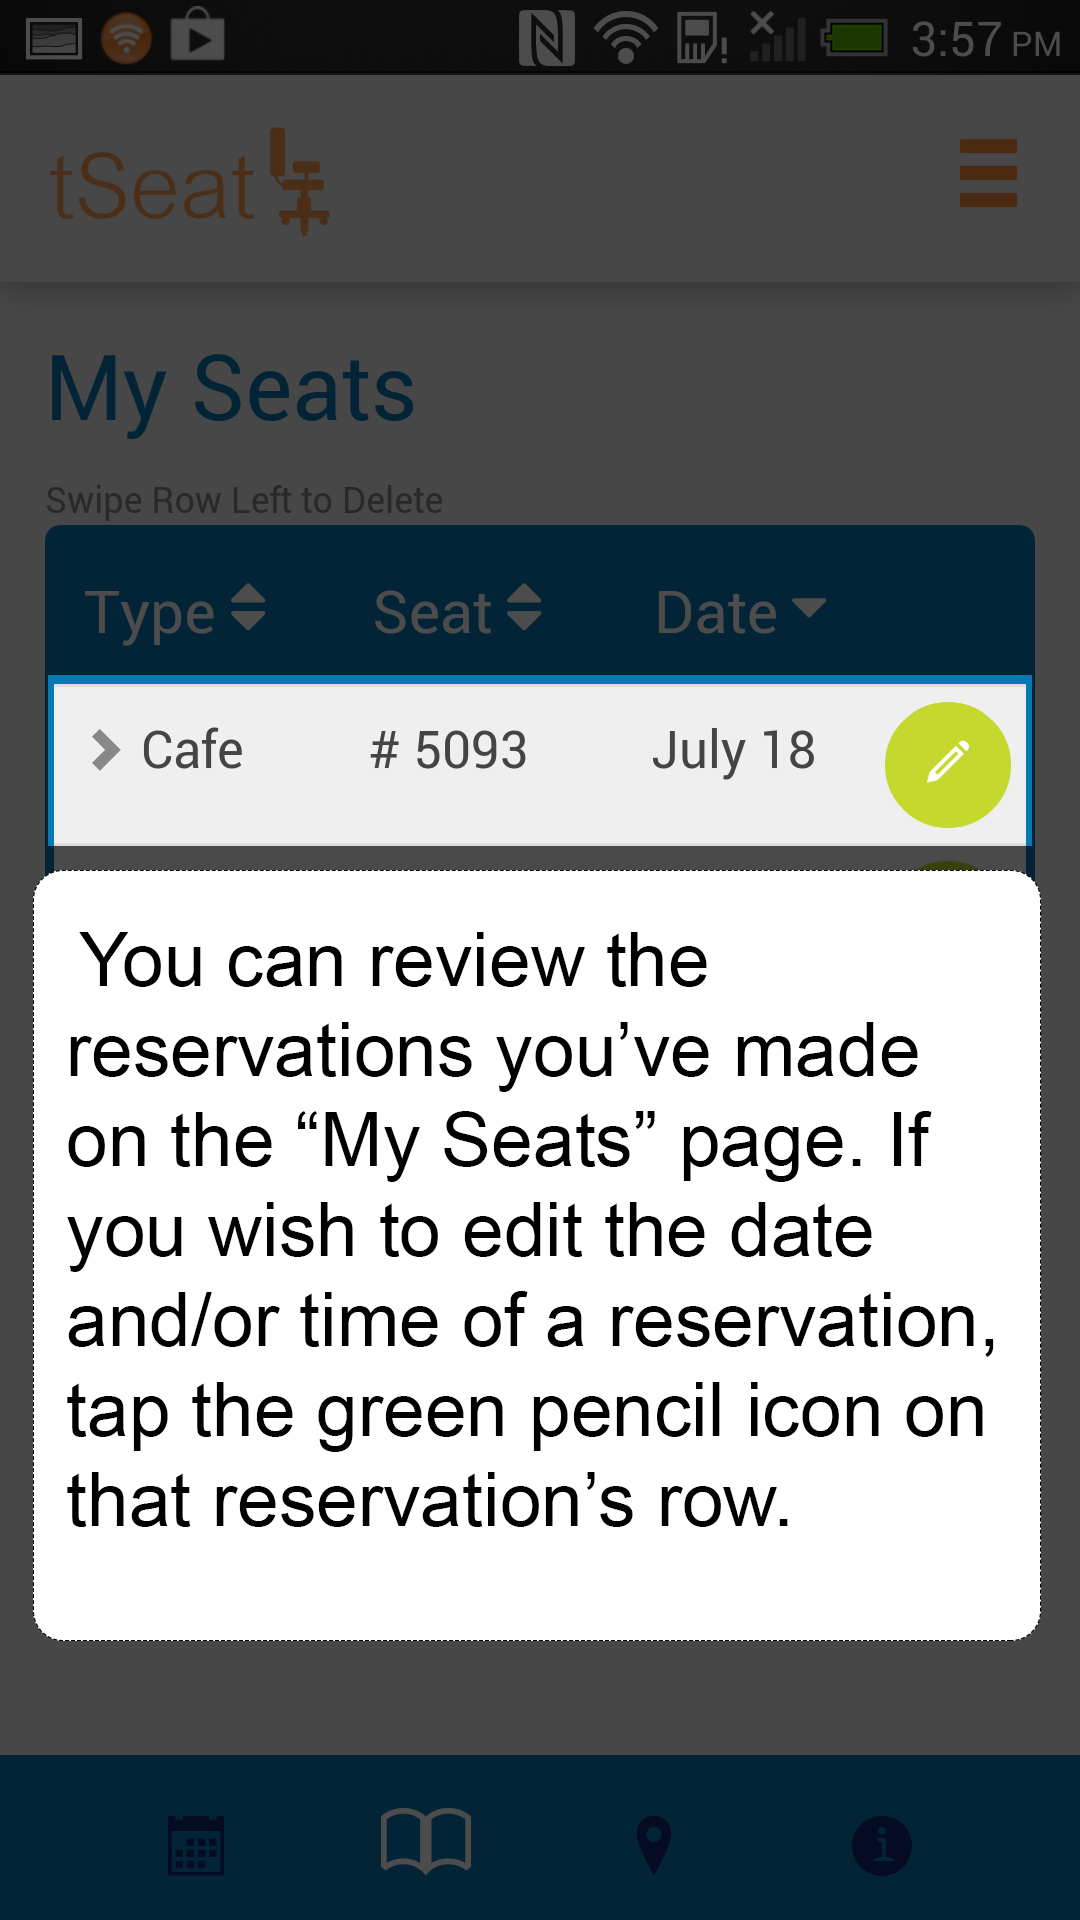 3:57 PM
tSeat
My Seats
Swipe Row Left to Delete
Type Seat Date
Cafe # 5093 July 18
You can review the
reservations you’ve made
on the “My Seats” page. If
you wish to edit the date
and/or time of a reservation,
tap the green pencil icon on
that reservation’s row.